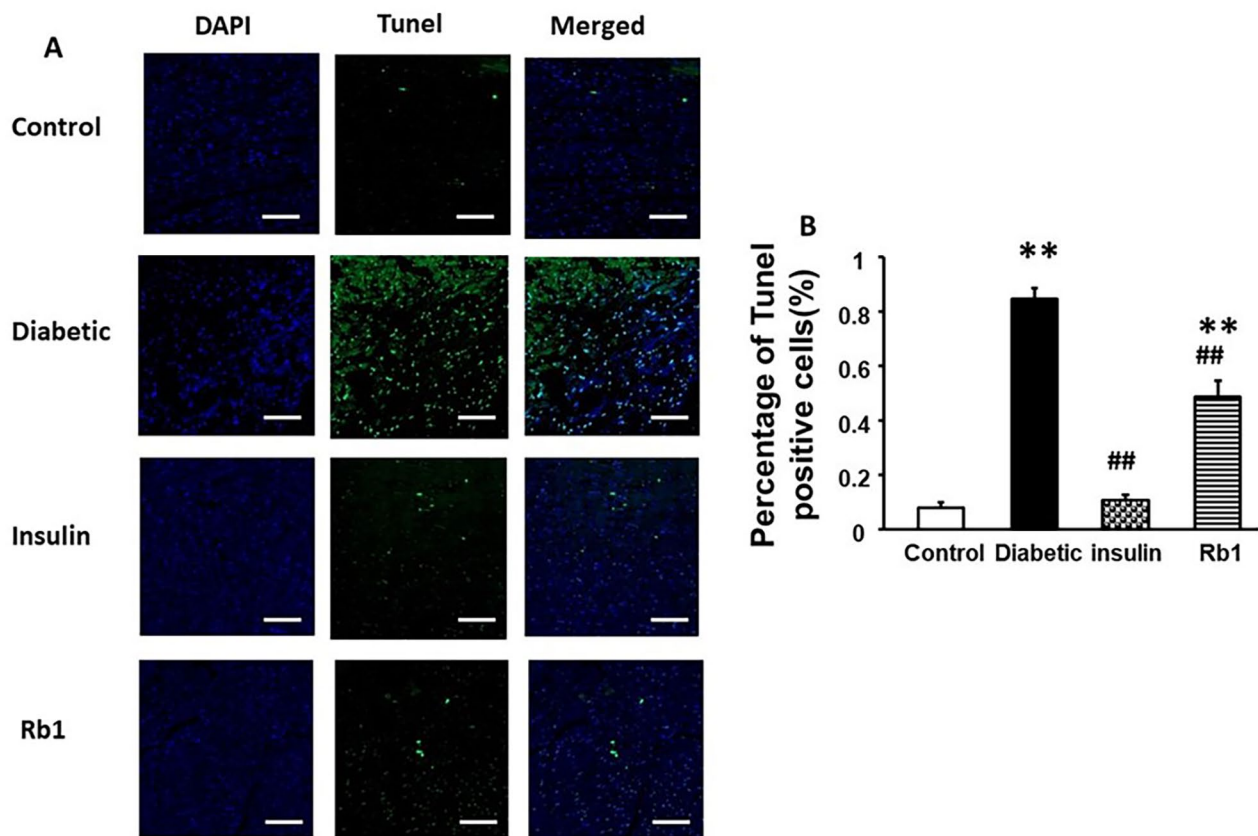 A
DAPI
Tunel
Merged
Control
Diabetic
Insulin
Rb1
B
Percentage of Tunel
positive cells(%)
1
0.8
0.6
0.4
0.2
0
**
##
**
##
Control
Diabetic
insulin
Rb1